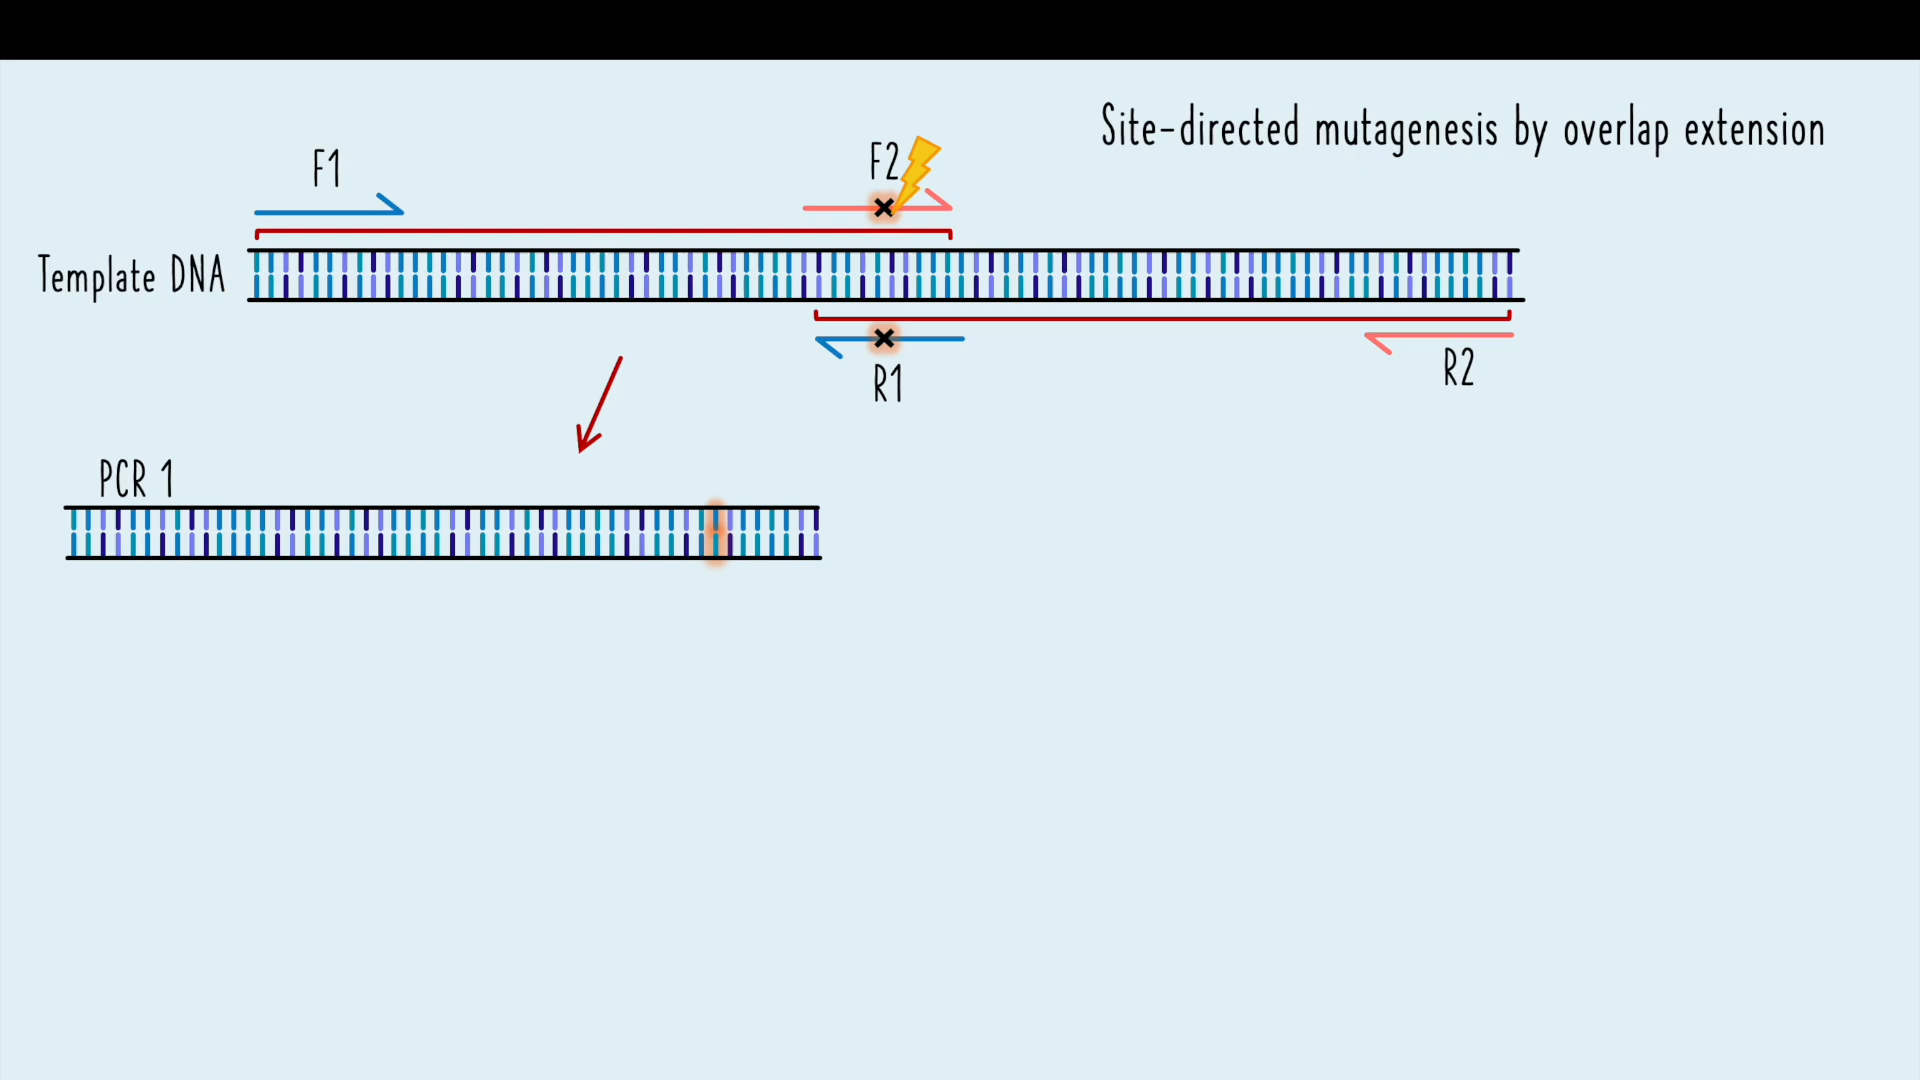 Site-directed mutagenesis by overlap extension
F1
F2
Template DNA
R1
R2
PCR 1